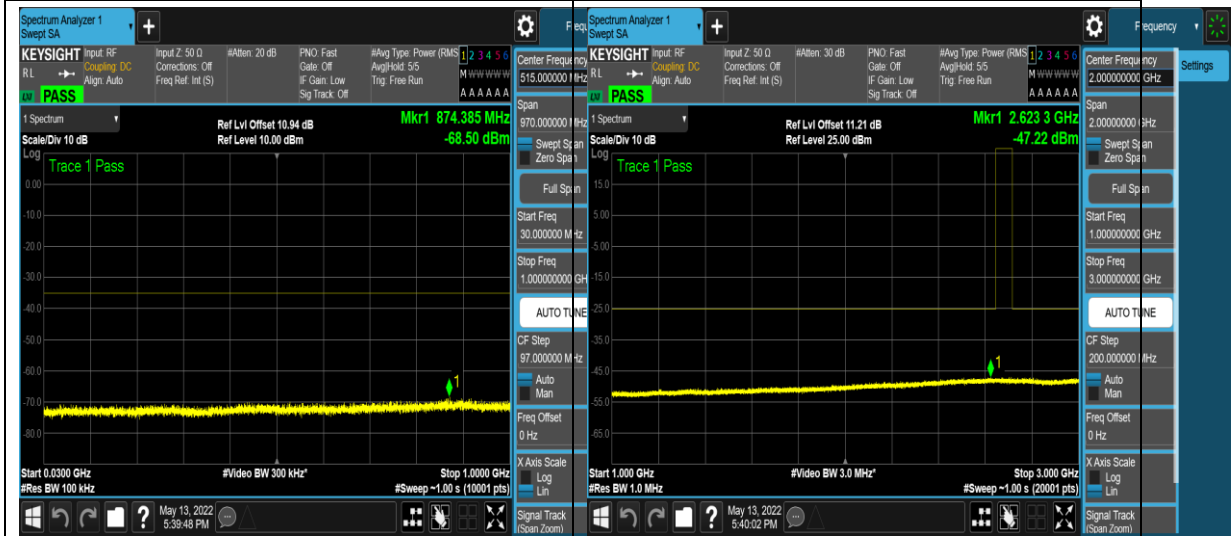 Spectrum Analyzer 1
Swept SA
+
Frequ
KEYSIGHT
RL
PASS
Input: RF
Coupling: DC
Align: Auto
Input Z: 50 Ω
Corrections: Off
Freq Ref: Int (S)
#Atten: 20 dB
PNO: Fast
Gate: Off
IF Gain: Low
Sig Track: Off
#Avg Type: Power (RMS
Avg|Hold: 5/5
Trig: Free Run
1 2 3 4 5 6
M W W W W W
A A A A A A
1 Spectrum
Scale/Div 10 dB
Log
Ref Lvl Offset 10.94 dB
Ref Level 10.00 dBm
Mkr1 874.385 MHz
-68.50 dBm
Trace 1 Pass
0.00
-10.0
-20.0
-30.0
-40.0
-50.0
-60.0
-70.0
-80.0
1
Start 0.0300 GHz
#Res BW 100 kHz
#Video BW 300 kHz*
Stop 1.0000 GHz
#Sweep ~1.00 s (10001 pts)
May 13, 2022
5:39:48 PM
?
Center Frequency
515.000000 MHz
Span
970.000000 MHz
Swept Span
Zero Span
Full Span
Start Freq
30.000000 MHz
Stop Freq
1.000000000 GH
AUTO TUNE
CF Step
97.000000 MHz
Auto
Man
Freq Offset
0 Hz
X Axis Scale
Log
Lin
Signal Track
(Span Zoom)
Spectrum Analyzer 1
Swept SA
+
Frequency
Settings
KEYSIGHT
RL
PASS
Input: RF
Coupling: DC
Align: Auto
Input Z: 50 Ω
Corrections: Off
Freq Ref: Int (S)
#Atten: 30 dB
PNO: Fast
Gate: Off
IF Gain: Low
Sig Track: Off
#Avg Type: Power (RMS
Avg|Hold: 5/5
Trig: Free Run
1 2 3 4 5 6
M W W W W W
A A A A A A
1 Spectrum
Scale/Div 10 dB
Log
Ref Lvl Offset 11.21 dB
Ref Level 25.00 dBm
Mkr1 2.623 3 GHz
-47.22 dBm
Trace 1 Pass
15.0
5.00
-5.00
-15.0
-25.0
-35.0
-45.0
-55.0
-65.0
1
Start 1.000 GHz
#Res BW 1.0 MHz
#Video BW 3.0 MHz*
Stop 3.000 GHz
#Sweep ~1.00 s (20001 pts)
May 13, 2022
5:40:02 PM
?
Center Frequency
2.000000000 GHz
Span
2.00000000 GHz
Swept Span
Zero Span
Full Span
Start Freq
1.000000000 GHz
Stop Freq
3.000000000 GHz
AUTO TUNE
CF Step
200.000000 MHz
Auto
Man
Freq Offset
0 Hz
X Axis Scale
Log
Lin
Signal Track
(Span Zoom)